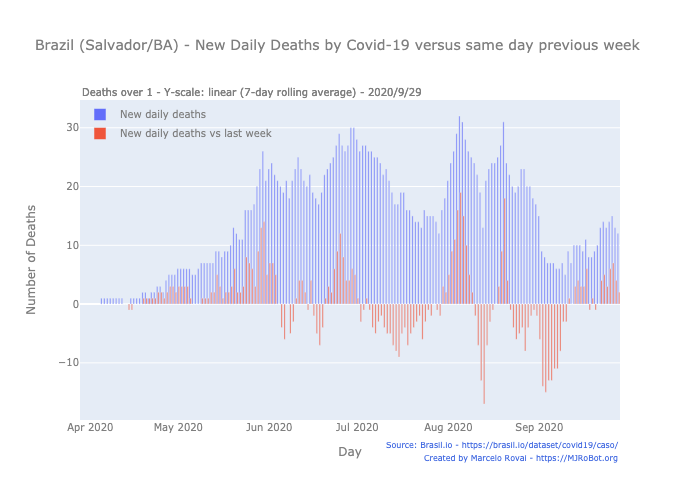 Brazil (Salvador/BA) - New Daily Deaths by Covid-19 versus same day previous week
Deaths over 1 - Y-scale: linear (7-day rolling average) - 2020/9/29
New daily deaths
New daily deaths vs last week
30
20
10
0
−10
Number of Deaths
Apr 2020 May 2020 Jun 2020 Jul 2020 Aug 2020 Sep 2020
Day
Source: Brasil.io - https://brasil.io/dataset/covid19/caso/
Created by Marcelo Rovai - https://MJRoBot.org